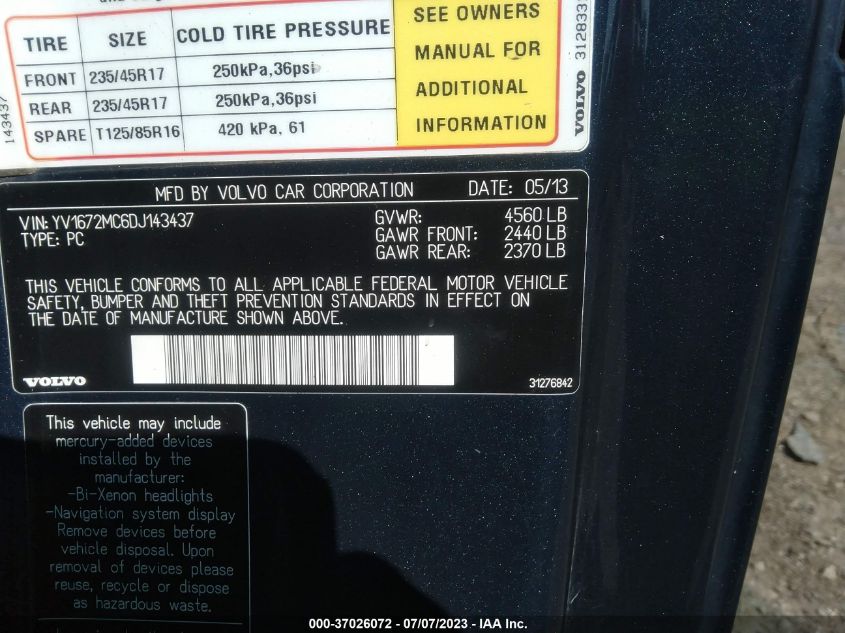 TIRE SIZE COLD TIRE PRESSURE
FRONT 235/45R17 250kPa,36psi
REAR 235/45R17 250kPa,36psi
SPARE T125/85R16 420 kPa, 61
SEE OWNERS
MANUAL FOR
ADDITIONAL
INFORMATION
VOLVO
143437
MFD BY VOLVO CAR CORPORATION DATE: 05/13
VIN: YV1672MC6DJ143437 GVWR: 4560 LB
TYPE: PC GAWR FRONT: 2440 LB
GAWR REAR: 2370 LB
THIS VEHICLE CONFORMS TO ALL APPLICABLE FEDERAL MOTOR VEHICLE
SAFETY, BUMPER AND THEFT PREVENTION STANDARDS IN EFFECT ON
THE DATE OF MANUFACTURE SHOWN ABOVE.
VOLVO 31276842
This vehicle may include
mercury-added devices
installed by the
manufacturer:
-Bi-Xenon headlights
-Navigation system display
Remove devices before
vehicle disposal. Upon
removal of devices please
reuse, recycle or dispose
as hazardous waste.
000-37026072 / 07/07/2023 - IAA Inc.